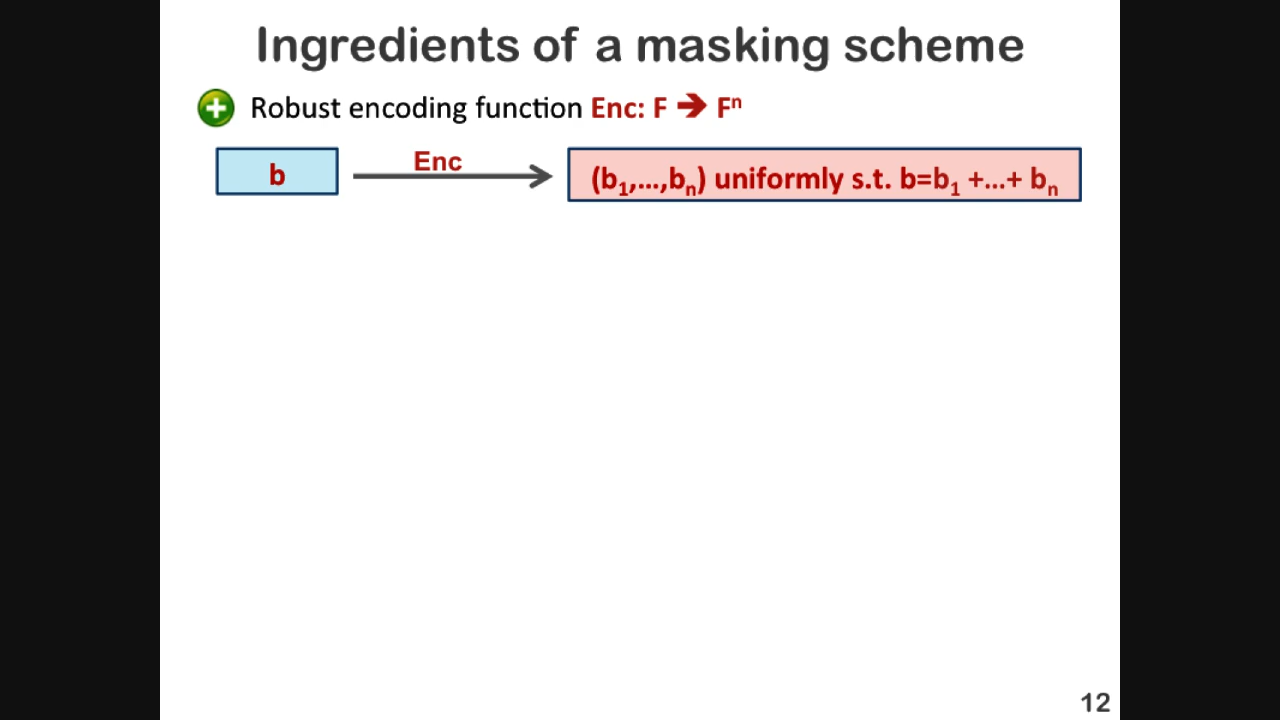 Ingredients of a masking scheme
Robust encoding function Enc: F ➔ Fⁿ
b
Enc
(b₁,...,bₙ) uniformly s.t. b=b₁ +...+ bₙ
12